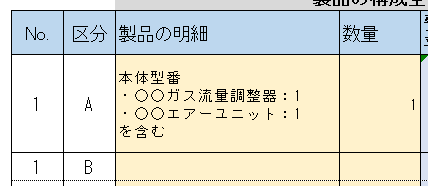 製品の構成
No. 区分 製品の明細 数量
本体型番
・〇〇ガス流量調整器：1
1 A 1
・〇〇エアーユニット：1
を含む
1 B